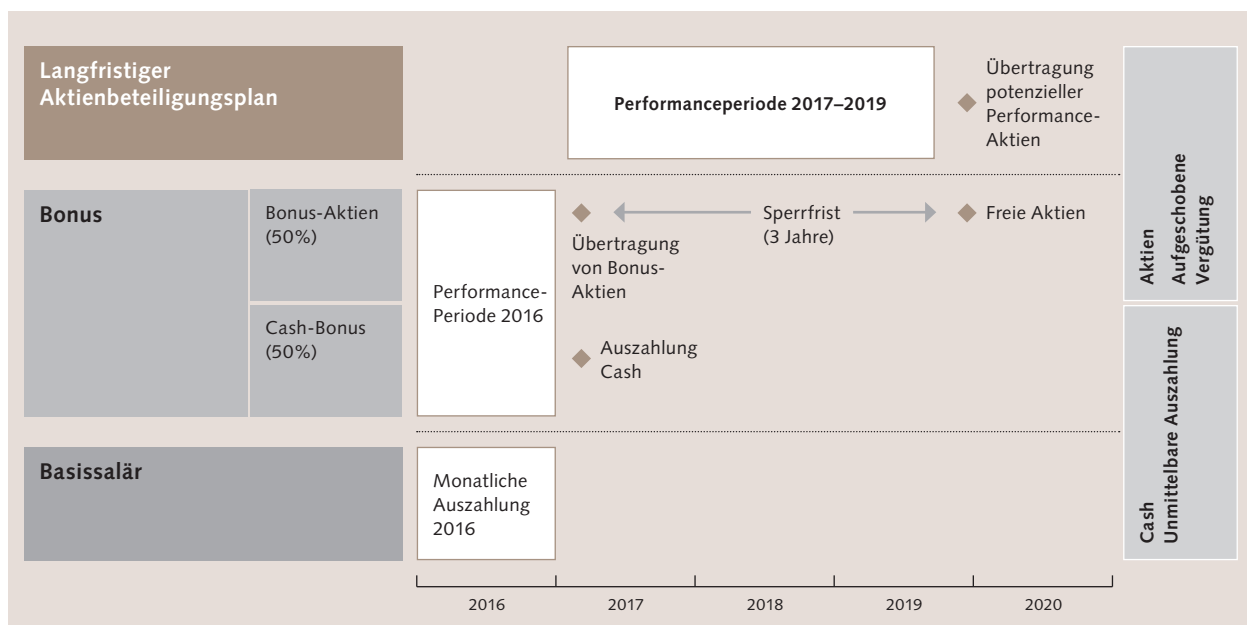 Langfristiger
Aktienbeteiligungsplan
Performanceperiode 2017–2019
Übertragung
potenzieller
Performance-
Aktien
Bonus
Bonus-Aktien
(50%)
Cash-Bonus
(50%)
Performance-
Periode 2016
Übertragung
von Bonus-
Aktien
Sperrfrist
(3 Jahre)
Freie Aktien
Auszahlung
Cash
Basissalär
Monatliche
Auszahlung
2016
Aktien
Aufgeschobene
Vergütung
Cash
Unmittelbare Auszahlung
2016
2017
2018
2019
2020